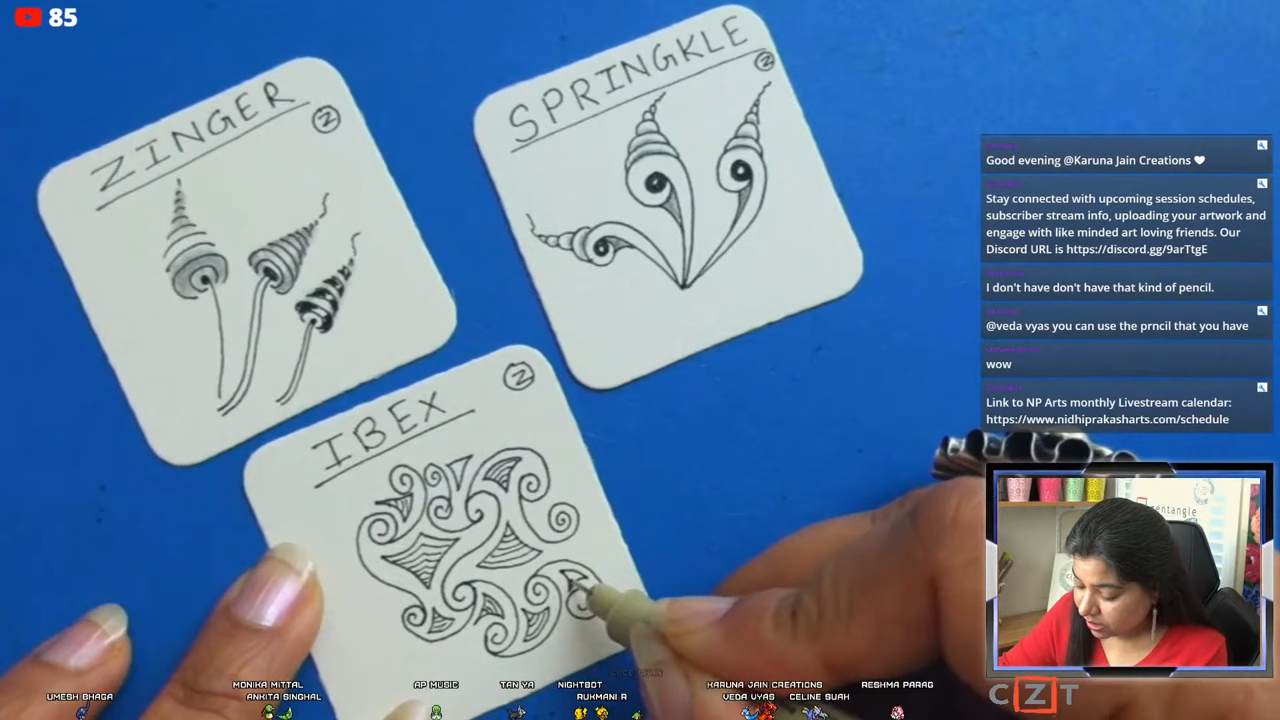 85
ZINGER
SPRINGKLE
IBEX
Good evening @Karuna Jain Creations ❤
Stay connected with upcoming session schedules,
subscriber stream info, uploading your artwork and
engage with like minded art loving friends. Our
Discord URL is https://discord.gg/9arTtgE
I don't have don't have that kind of pencil.
@veda vyas you can use the prncil that you have
wow
Link to NP Arts monthly Livestream calendar:
https://www.nidhiprakasharts.com/schedule
CZT
UMESH BHAGA
MONIKA MITTAL
ANKITA SINGHAL
AP MUSIC
TAN YA
NIGHTBOT
RUKMANI R
KARUNA JAIN CREATIONS
VEDA VYAS
CELINE SUAH
RESHMA PARAG